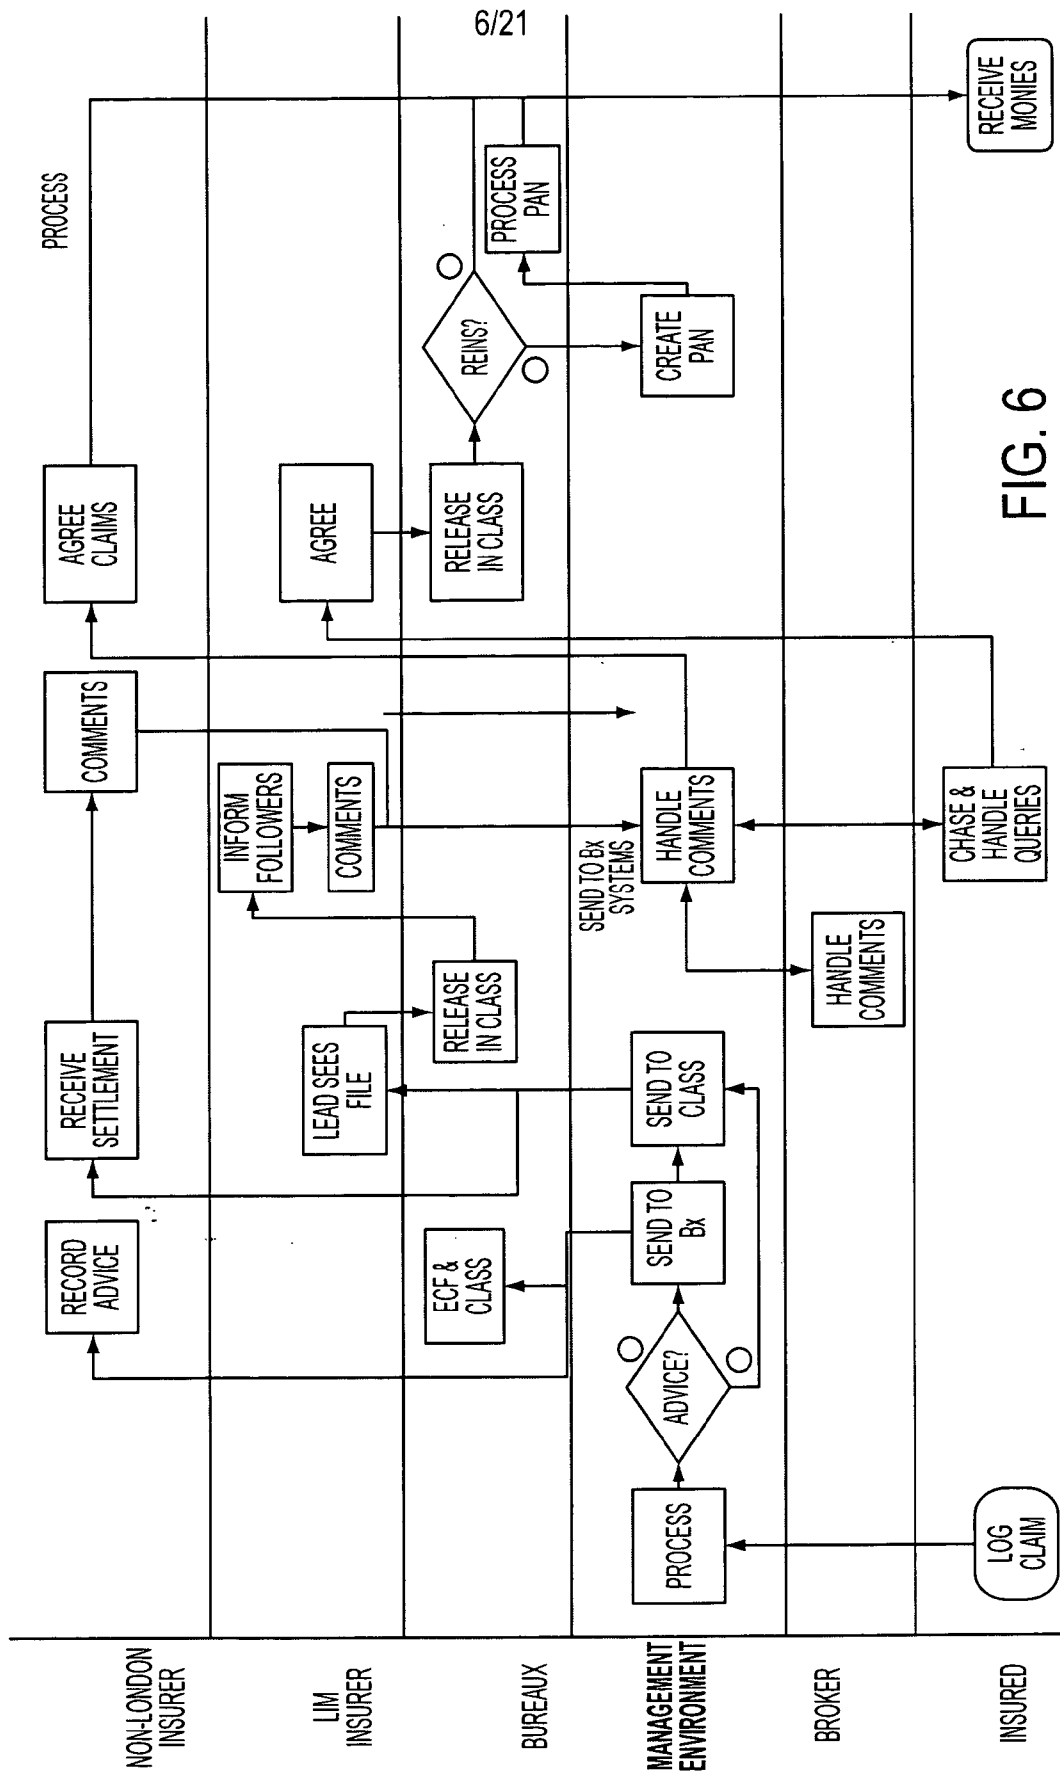 6/21
PROCESS
NON-LONDON
INSURER
RECORD
ADVICE
RECEIVE
SETTLEMENT
COMMENTS
AGREE
CLAIMS
LIM
INSURER
LEAD SEES
FILE
INFORM
FOLLOWERS
COMMENTS
AGREE
BUREAUX
ECF &
CLASS
RELEASE
IN CLASS
RELEASE
IN CLASS
REINS?
PROCESS
PAN
MANAGEMENT
ENVIRONMENT
PROCESS
ADVICE?
SEND TO
Bx
SEND TO
CLASS
SEND TO Bx
SYSTEMS
HANDLE
COMMENTS
CREATE
PAN
BROKER
HANDLE
COMMENTS
INSURED
LOG
CLAIM
CHASE &
HANDLE
QUERIES
RECEIVE
MONIES
FIG. 6